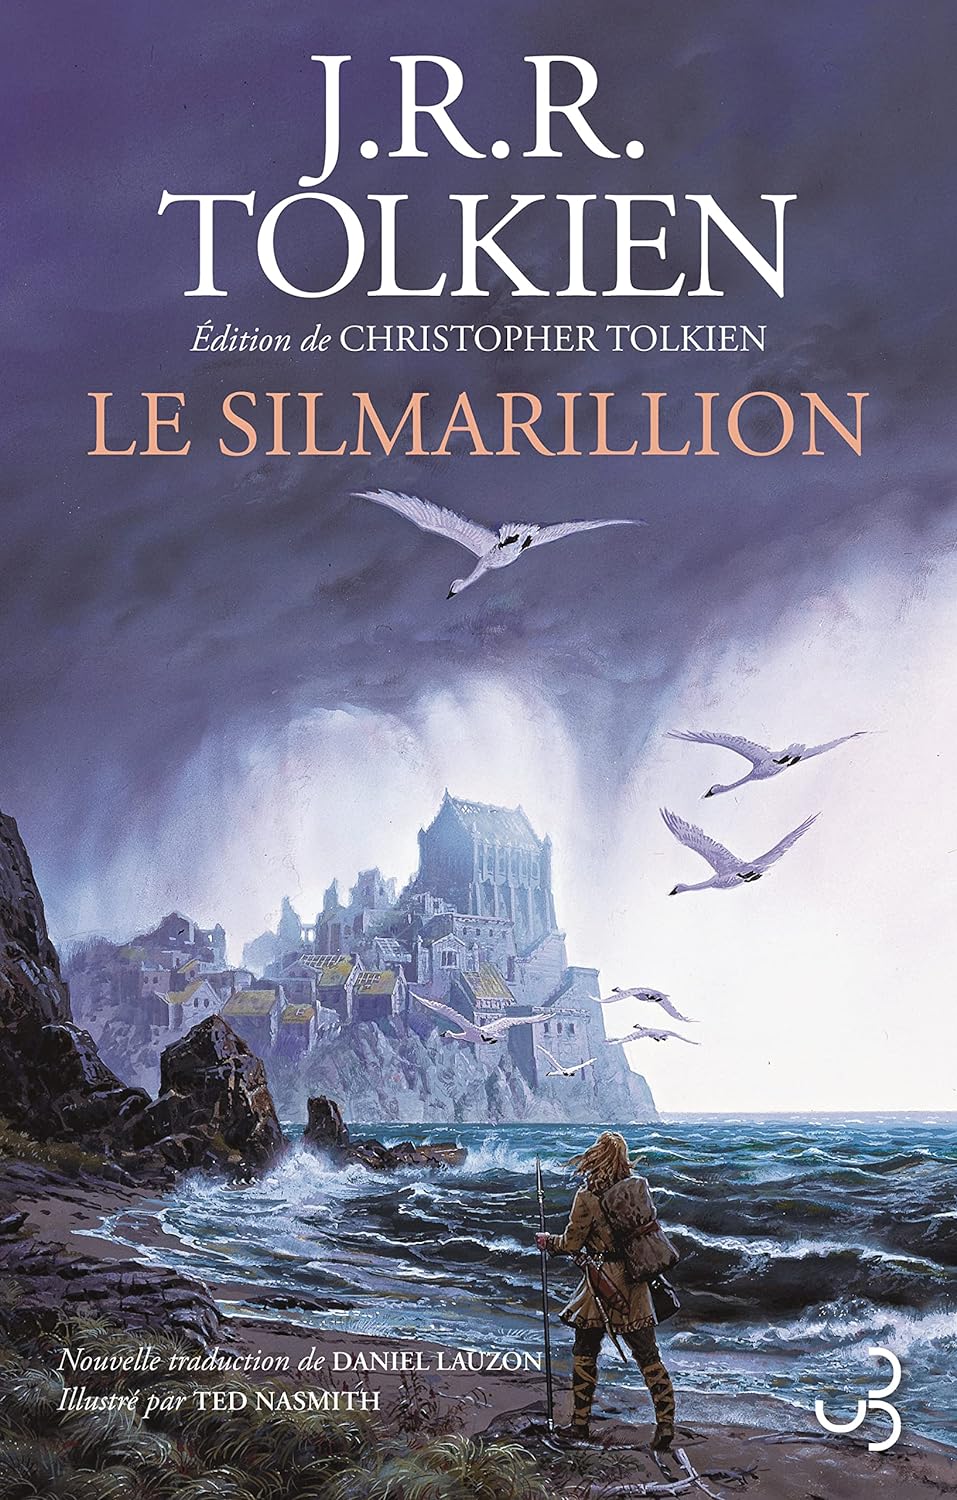 J.R.R.
TOLKIEN
Édition de CHRISTOPHER TOLKIEN
LE SILMARILLION
Nouvelle traduction de DANIEL LAUZON
Illustré par TED NASMITH